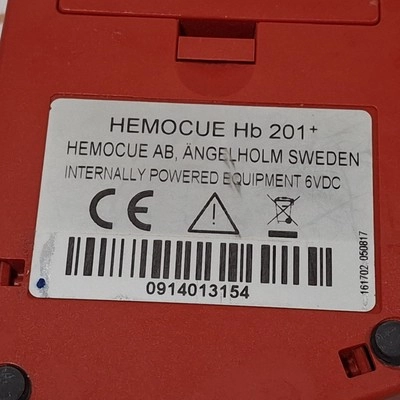 HEMOCUE Hb 201+
HEMOCUE AB, ÄNGELHOLM SWEDEN
INTERNALLY POWERED EQUIPMENT 6VDC
CE
0914013154
161702 050817